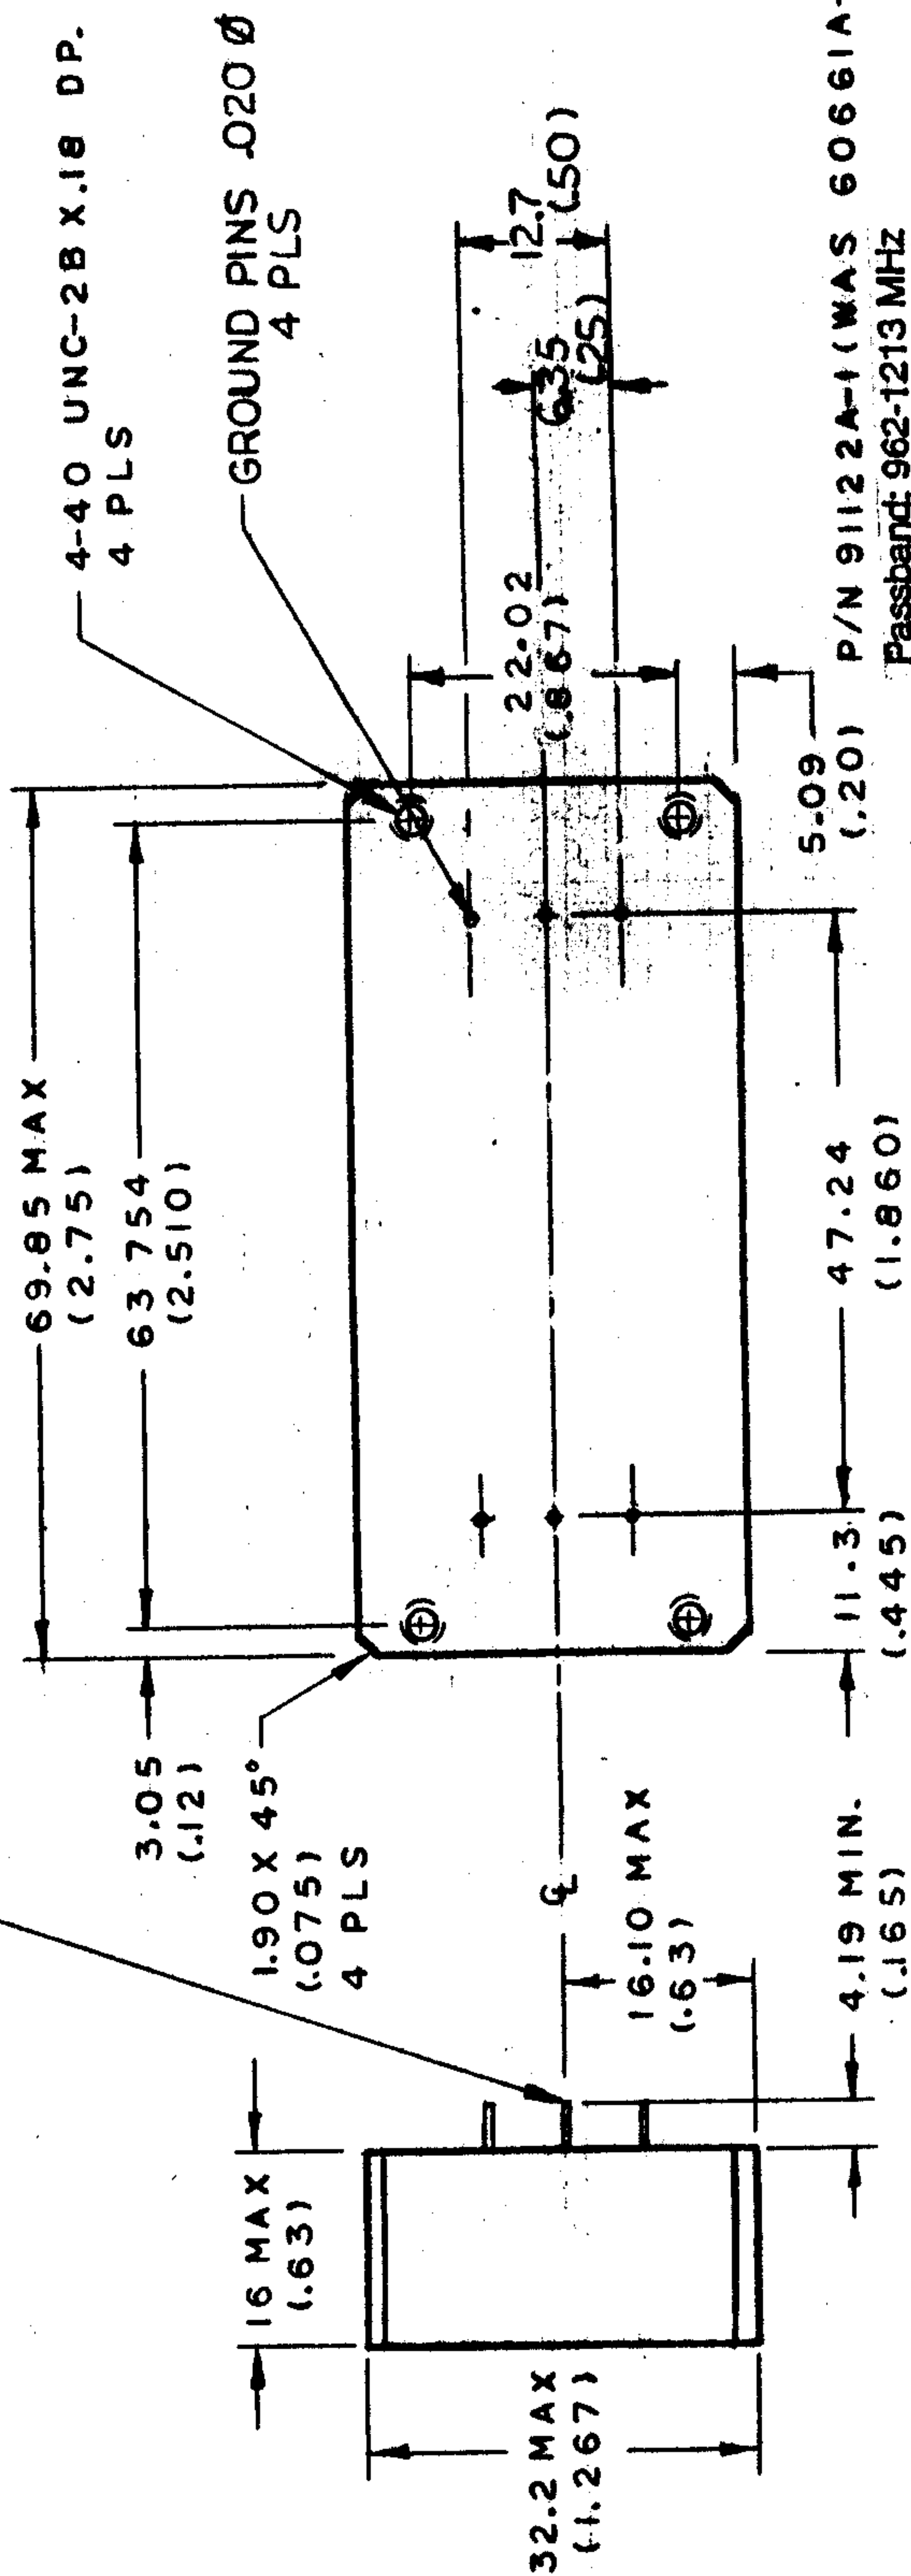 4-40 UNC-2B X .18 DP.
4 PLS
GROUND PINS .020 Ø
4 PLS
69.85 MAX
(2.75)
63 754
(2.510)
3.05
(.12)
1.90 X 45°
(.075)
4 PLS
16 MAX
(.63)
32.2 MAX
(1.267)
16.10 MAX
(.63)
4.19 MIN.
(.165)
11.3
(.445)
47.24
(1.860)
5.09
(.20)
22.02
(.867)
6.35
(.25)
12.7
(.50)
℄
P/N 91122A-1 (WAS 60661A-
Passband: 962-1213 MHz